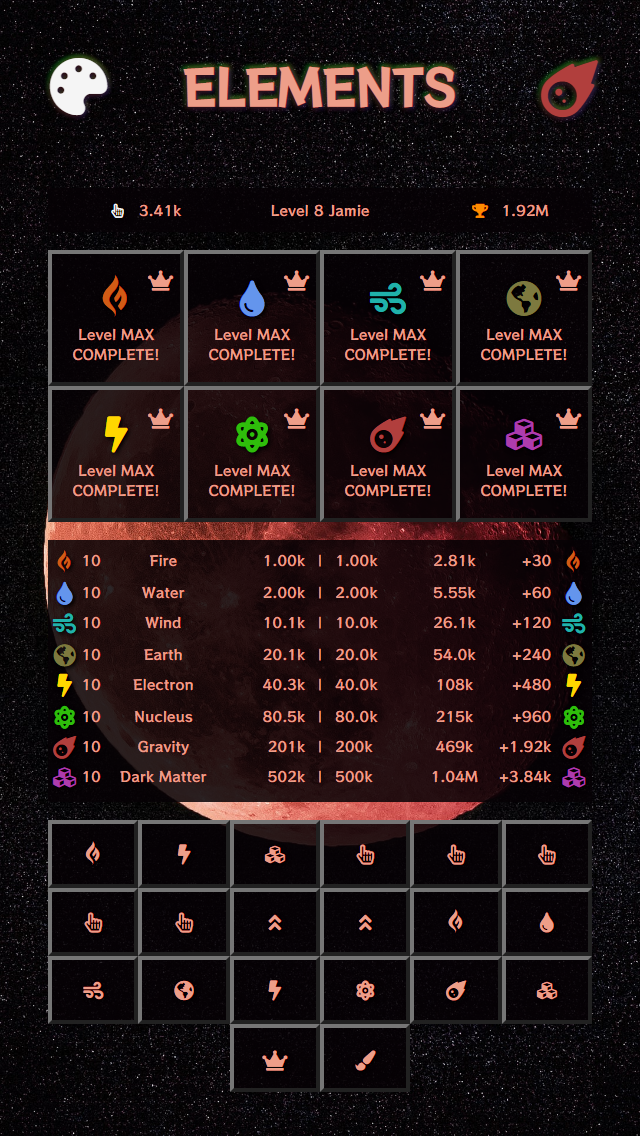 ELEMENTS
3.41k Level 8 Jamie 1.92M
Level MAX Level MAX Level MAX Level MAX
COMPLETE! COMPLETE! COMPLETE! COMPLETE!
Level MAX Level MAX Level MAX Level MAX
COMPLETE! COMPLETE! COMPLETE! COMPLETE!
10 Fire 1.00k | 1.00k 2.81k +30
10 Water 2.00k | 2.00k 5.55k +60
10 Wind 10.1k | 10.0k 26.1k +120
10 Earth 20.1k | 20.0k 54.0k +240
10 Electron 40.3k | 40.0k 108k +480
10 Nucleus 80.5k | 80.0k 215k +960
10 Gravity 201k | 200k 469k +1.92k
10 Dark Matter 502k | 500k 1.04M +3.84k